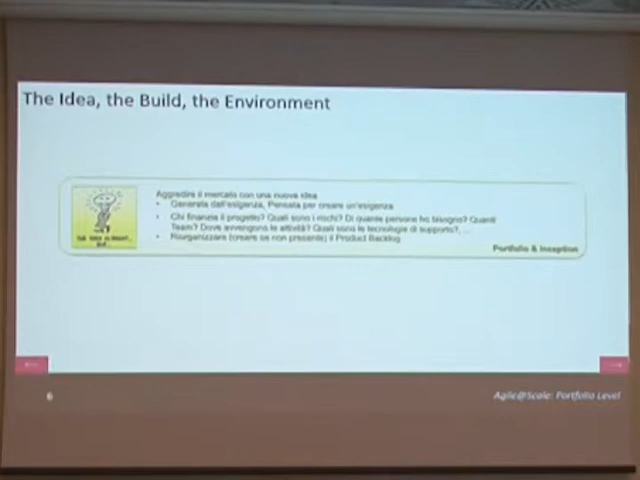 The Idea, the Build, the Environment
Aggredire il mercato con una nuova idea
• Generata dall'esigenza, Pensata per creare un'esigenza
• Chi finanzia il progetto? Quali sono i rischi? Di quante persone ho bisogno? Quanti
Team? Dove avvengono le attività? Quali sono le tecnologie di supporto?, ...
• Riorganizzare (creare se non presente) il Product Backlog
Portfolio & Inception
←
→
6
Agile@Scale: Portfolio Level